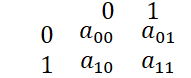 0 1
0 a₀₀ a₀₁
1 a₁₀ a₁₁